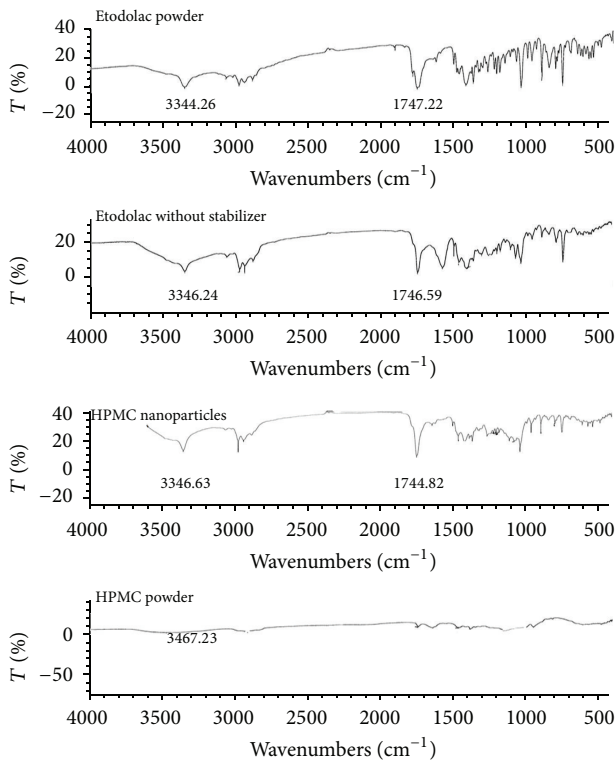 Etodolac powder
40
20
0
−20
T (%)
3344.26
1747.22
4000 3500 3000 2500 2000 1500 1000 500
Wavenumbers (cm⁻¹)
Etodolac without stabilizer
20
0
T (%)
3346.24
1746.59
4000 3500 3000 2500 2000 1500 1000 500
Wavenumbers (cm⁻¹)
40
HPMC nanoparticles
20
0
−20
T (%)
3346.63
1744.82
4000 3500 3000 2500 2000 1500 1000 500
Wavenumbers (cm⁻¹)
HPMC powder
0
−50
T (%)
3467.23
4000 3500 3000 2500 2000 1500 1000 500
Wavenumbers (cm⁻¹)